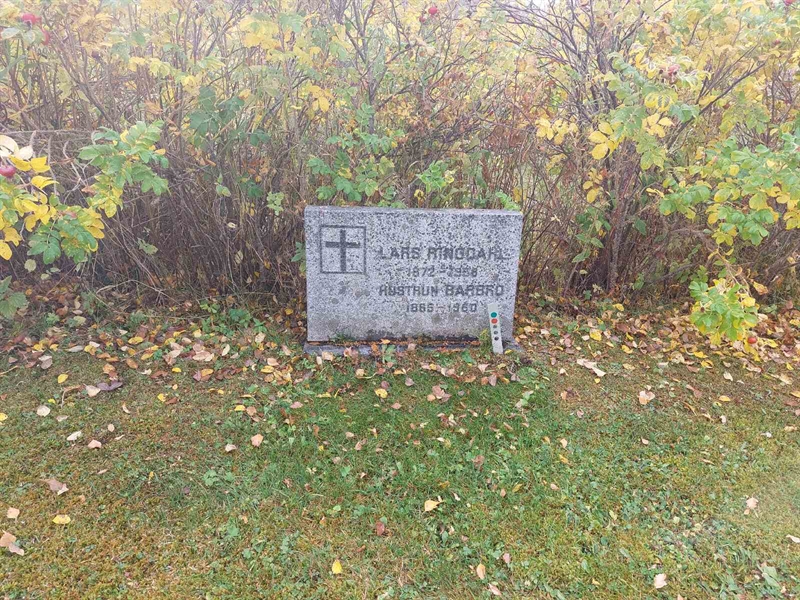 LARS RINGDAHL
1872-1958
HUSTRUN BARBRO
1865-1960